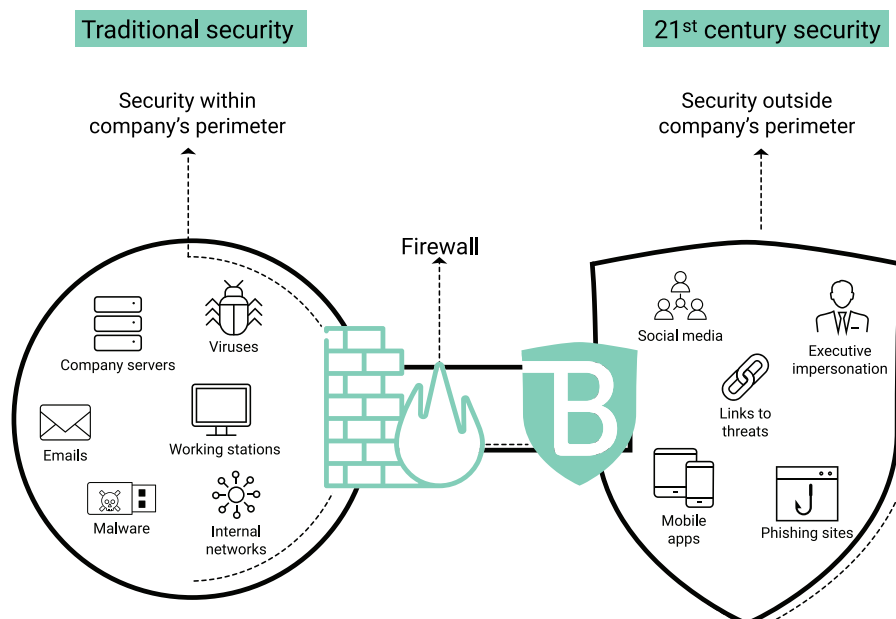 Traditional security
21st century security
Security within
company’s perimeter
Security outside
company’s perimeter
Firewall
Company servers
Viruses
Emails
Working stations
Malware
Internal
networks
B
Social media
Executive
impersonation
Links to
threats
Mobile
apps
Phishing sites